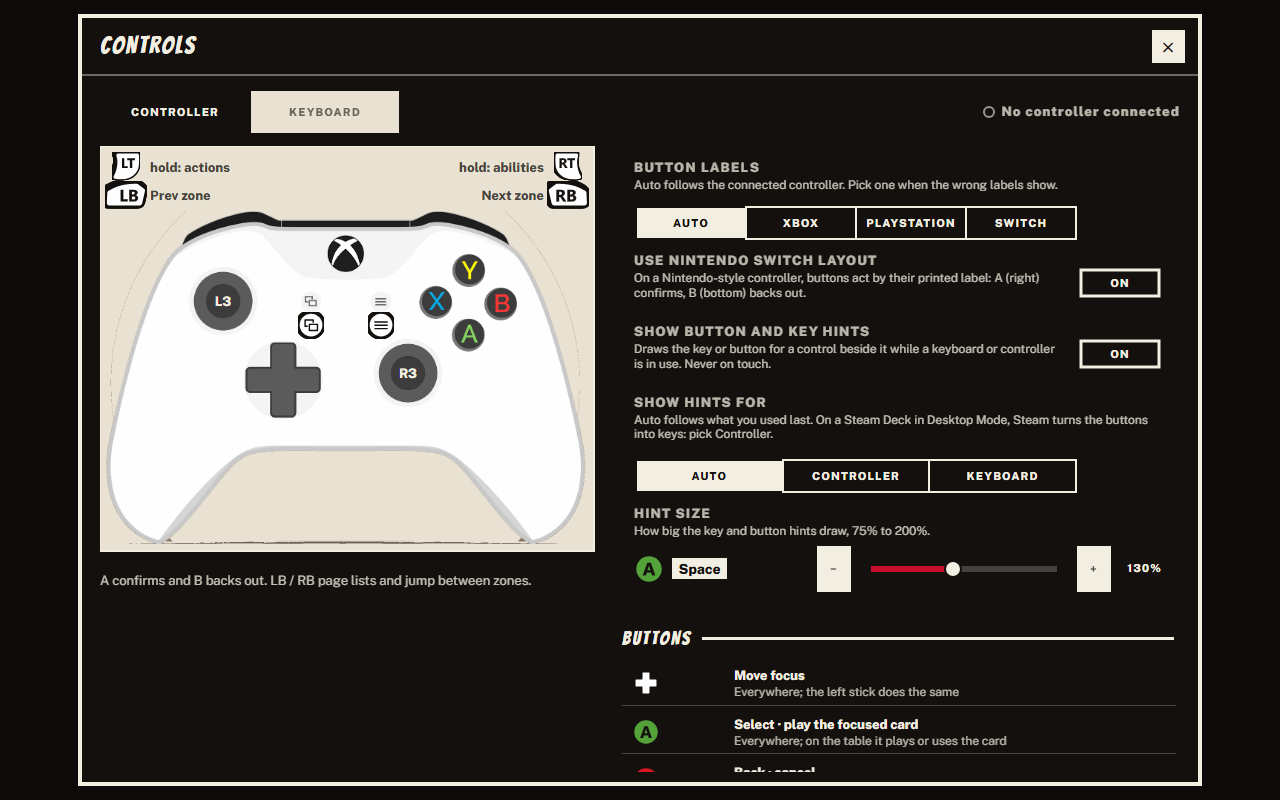 CONTROLS
×
CONTROLLER
KEYBOARD
No controller connected
LT hold: actions
hold: abilities RT
LB Prev zone
Next zone RB
Y
L3
X
B
A
R3
A confirms and B backs out. LB / RB page lists and jump between zones.
BUTTON LABELS
Auto follows the connected controller. Pick one when the wrong labels show.
AUTO
XBOX
PLAYSTATION
SWITCH
USE NINTENDO SWITCH LAYOUT
On a Nintendo-style controller, buttons act by their printed label: A (right)
confirms, B (bottom) backs out.
ON
SHOW BUTTON AND KEY HINTS
Draws the key or button for a control beside it while a keyboard or controller
is in use. Never on touch.
ON
SHOW HINTS FOR
Auto follows what you used last. On a Steam Deck in Desktop Mode, Steam turns the buttons
into keys: pick Controller.
AUTO
CONTROLLER
KEYBOARD
HINT SIZE
How big the key and button hints draw, 75% to 200%.
A Space
−
+
130%
BUTTONS
Move focus
Everywhere; the left stick does the same
A
Select · play the focused card
Everywhere; on the table it plays or uses the card
Back · cancel